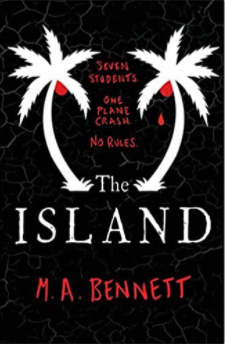 SEVEN
STUDENTS.
ONE
PLANE
CRASH.
NO RULES.
The
ISLAND
M. A. BENNETT